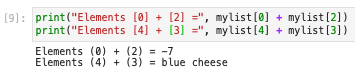 [9]: print("Elements [0] + [2] =", mylist[0] + mylist[2])
print("Elements [4] + [3] =", mylist[4] + mylist[3])
Elements (0) + (2) = -7
Elements (4) + (3) = blue cheese